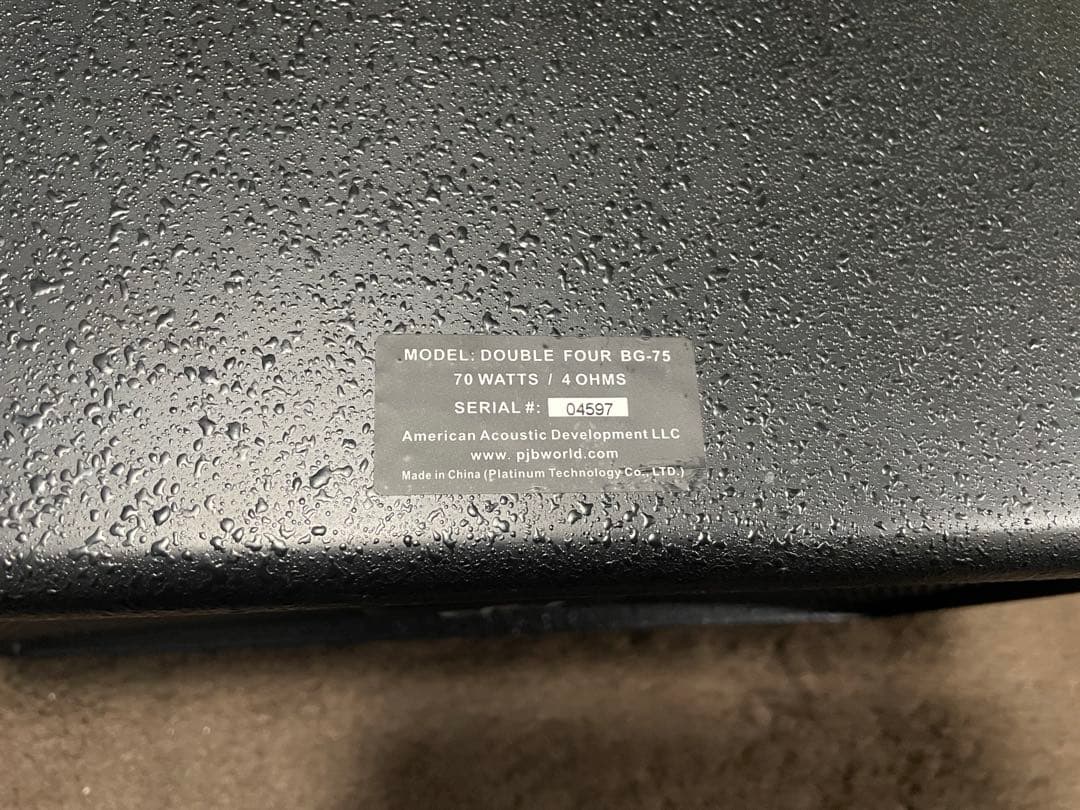 MODEL: DOUBLE FOUR BG-75
70 WATTS / 4 OHMS
SERIAL #: 04597
American Acoustic Development LLC
www. pjbworld.com
Made in China (Platinum Technology Co., LTD.)